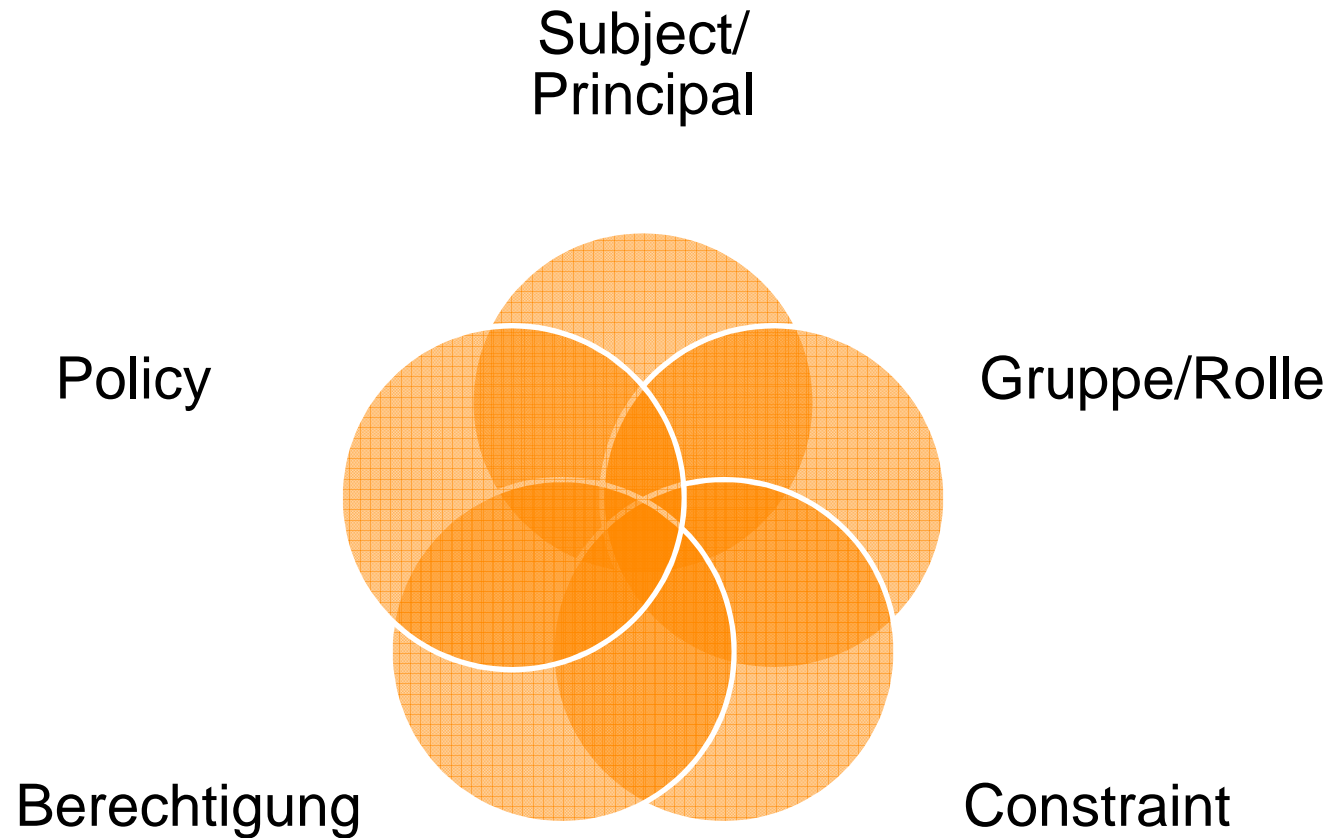 Subject/
Principal
Policy
Gruppe/Rolle
Berechtigung
Constraint